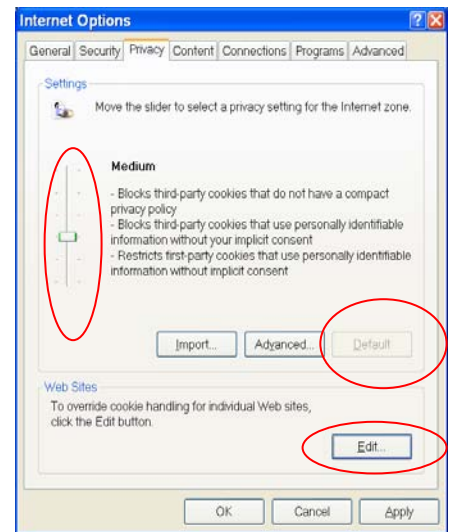 Internet Options
General Security Privacy Content Connections Programs Advanced
Settings
Move the slider to select a privacy setting for the Internet zone.
Medium
- Blocks third-party cookies that do not have a compact
privacy policy
- Blocks third-party cookies that use personally identifiable
information without your implicit consent
- Restricts first-party cookies that use personally identifiable
information without implicit consent
Import... Advanced... Default
Web Sites
To override cookie handling for individual Web sites,
click the Edit button.
Edit...
OK Cancel Apply